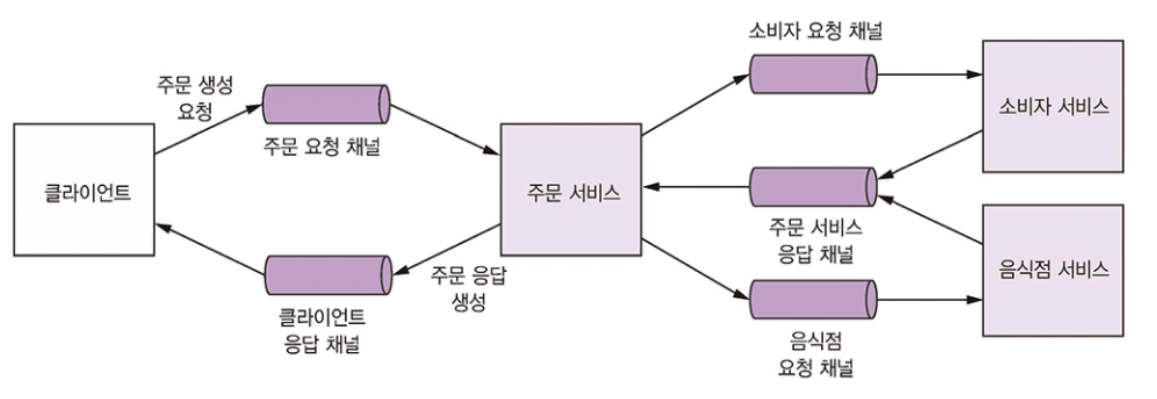 주문 생성
요청
주문 요청 채널
클라이언트
클라이언트
응답 채널
주문 응답
생성
주문 서비스
소비자 요청 채널
소비자 서비스
주문 서비스
응답 채널
음식점 서비스
음식점
요청 채널